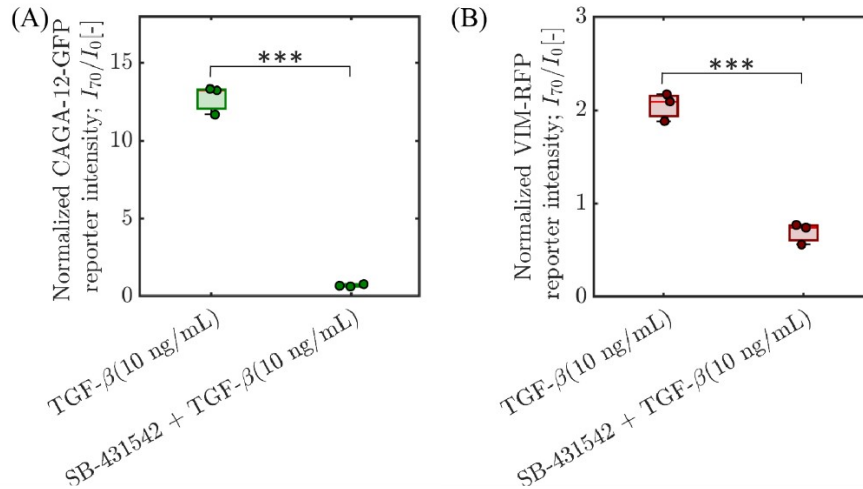 (A)
Normalized CAGA-12-GFP
reporter intensity; I₇₀/I₀[-]
15
10
5
0
***
TGF-β(10 ng/mL)
SB-431542 + TGF-β(10 ng/mL)
(B)
Normalized VIM-RFP
reporter intensity; I₇₀/I₀[-]
3
2
1
0
***
TGF-β(10 ng/mL)
SB-431542 + TGF-β(10 ng/mL)